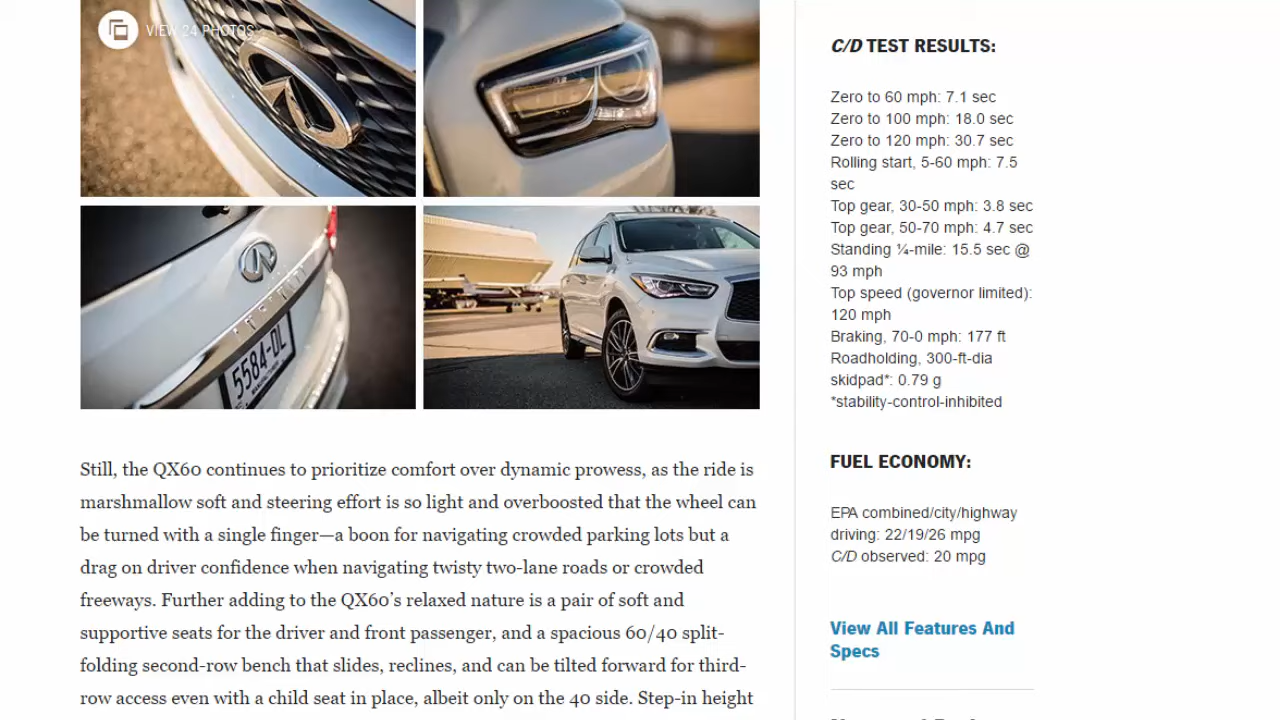 VIEW 24 PHOTOS
INFINITI
5584-OL
MANUFACTURER
Still, the QX60 continues to prioritize comfort over dynamic prowess, as the ride is
marshmallow soft and steering effort is so light and overboosted that the wheel can
be turned with a single finger—a boon for navigating crowded parking lots but a
drag on driver confidence when navigating twisty two-lane roads or crowded
freeways. Further adding to the QX60’s relaxed nature is a pair of soft and
supportive seats for the driver and front passenger, and a spacious 60/40 split-
folding second-row bench that slides, reclines, and can be tilted forward for third-
row access even with a child seat in place, albeit only on the 40 side. Step-in height
C/D TEST RESULTS:
Zero to 60 mph: 7.1 sec
Zero to 100 mph: 18.0 sec
Zero to 120 mph: 30.7 sec
Rolling start, 5-60 mph: 7.5
sec
Top gear, 30-50 mph: 3.8 sec
Top gear, 50-70 mph: 4.7 sec
Standing ¼-mile: 15.5 sec @
93 mph
Top speed (governor limited):
120 mph
Braking, 70-0 mph: 177 ft
Roadholding, 300-ft-dia
skidpad*: 0.79 g
*stability-control-inhibited
FUEL ECONOMY:
EPA combined/city/highway
driving: 22/19/26 mpg
C/D observed: 20 mpg
View All Features And
Specs